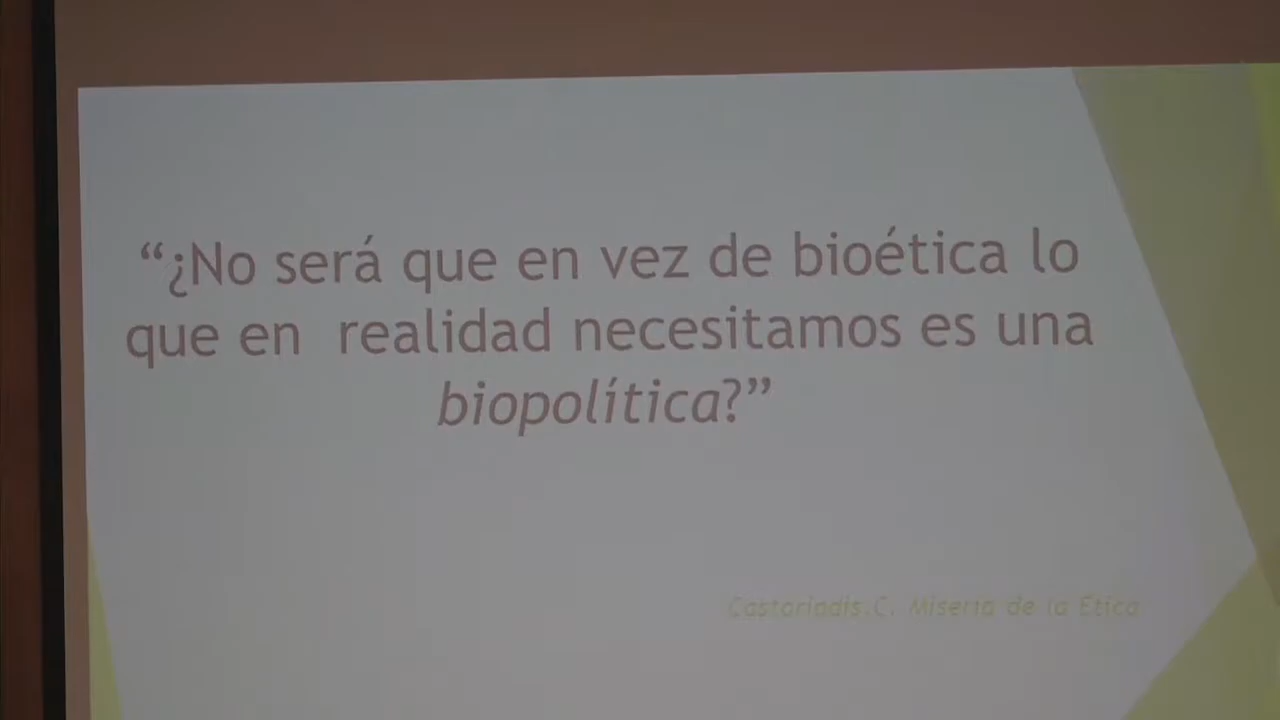 “¿No será que en vez de bioética lo
que en realidad necesitamos es una
biopolítica?”
Castoriadis.C. Miseria de la Etica